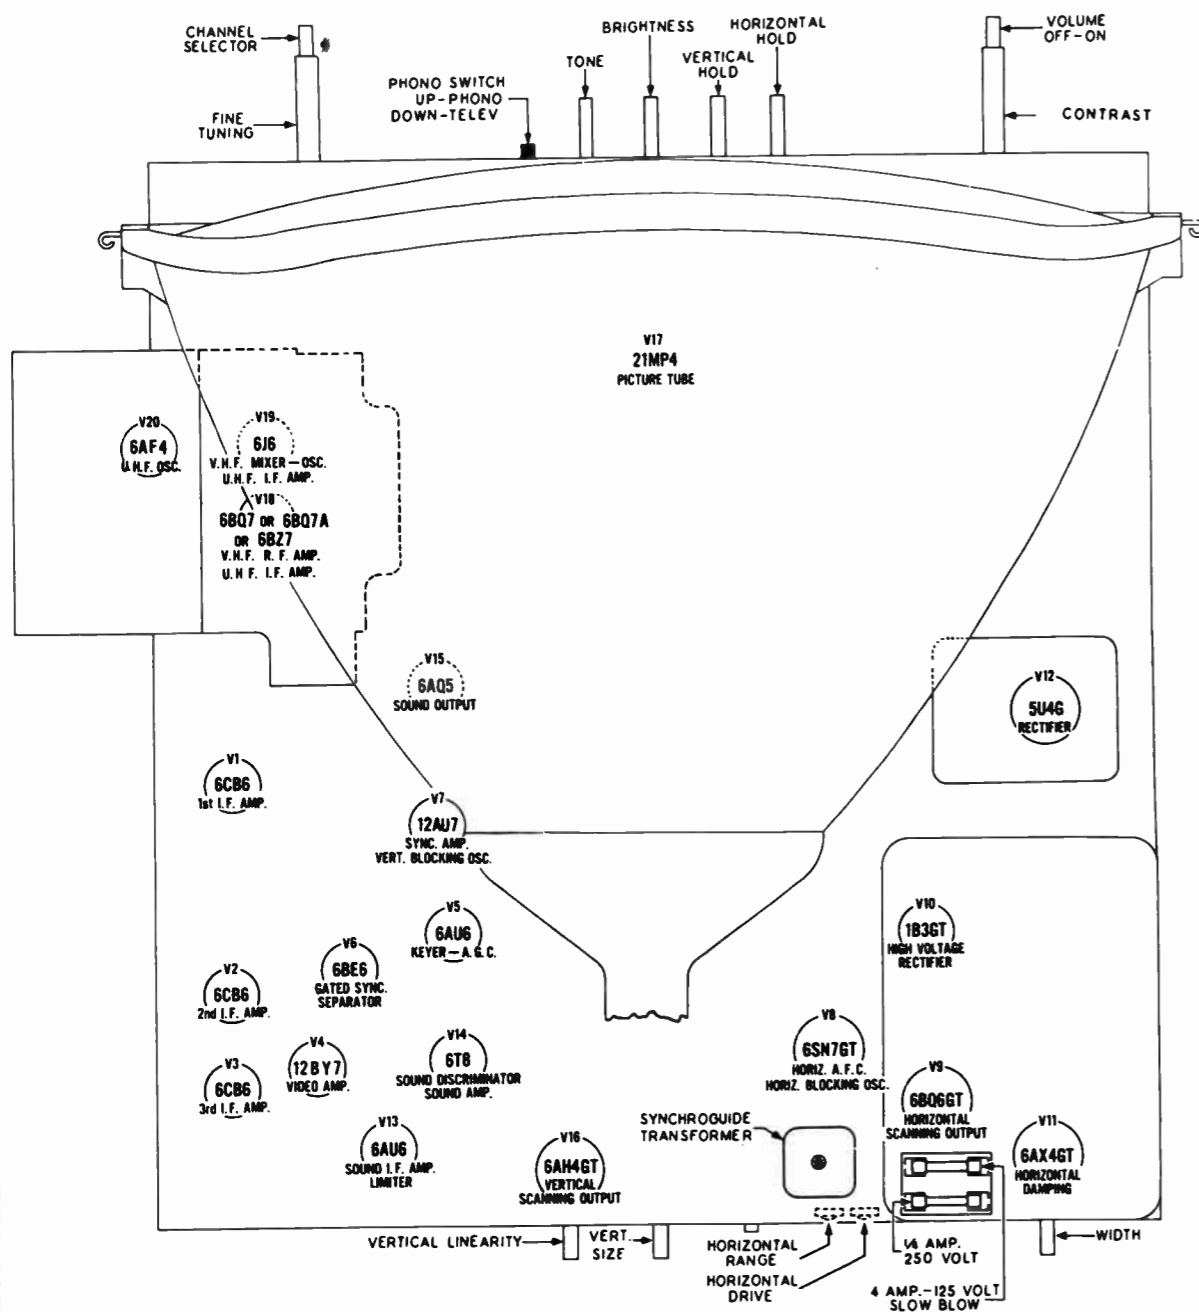 CHANNEL
SELECTOR
FINE
TUNING
PHONO SWITCH
UP-PHONO
DOWN-TELEV
TONE
BRIGHTNESS
VERTICAL
HOLD
HORIZONTAL
HOLD
VOLUME
OFF-ON
CONTRAST
V17
21MP4
PICTURE TUBE
V20
6AF4
U.H.F. OSC.
V19
6J6
V.H.F. MIXER-OSC.
U.H.F. I.F. AMP.
V18
6BQ7 OR 6BQ7A
OR 6BZ7
V.H.F. R.F. AMP.
U.H F. I.F. AMP.
V15
6AQ5
SOUND OUTPUT
V12
5U4G
RECTIFIER
V1
6CB6
1st I.F. AMP.
V7
12AU7
SYNC. AMP.
VERT. BLOCKING OSC.
V5
6AU6
KEYER-A.G.C.
V10
1B3GT
HIGH VOLTAGE
RECTIFIER
V6
6BE6
GATED SYNC.
SEPARATOR
V2
6CB6
2nd I.F. AMP.
V4
12BY7
VIDEO AMP.
V14
6T8
SOUND DISCRIMINATOR
SOUND AMP.
V8
6SN7GT
HORIZ. A.F.C.
HORIZ. BLOCKING OSC.
V3
6CB6
3rd I.F. AMP.
V9
6BQ6GT
HORIZONTAL
SCANNING OUTPUT
V13
6AU6
SOUND I.F. AMP.
LIMITER
V16
6AH4GT
VERTICAL
SCANNING OUTPUT
SYNCHROGUIDE
TRANSFORMER
V11
6AX4GT
HORIZONTAL
DAMPING
VERTICAL LINEARITY
VERT.
SIZE
HORIZONTAL
RANGE
HORIZONTAL
DRIVE
1/4 AMP.
250 VOLT
4 AMP.-125 VOLT
SLOW BLOW
WIDTH